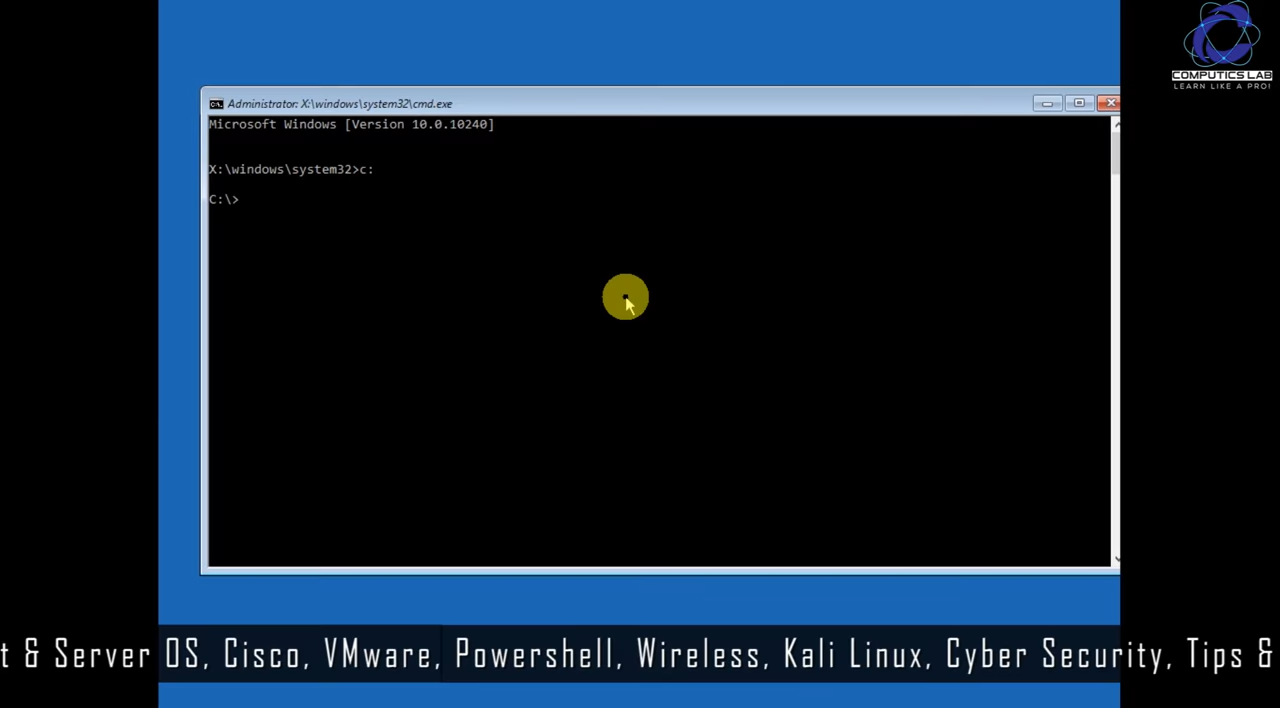 COMPUTICS LAB
LEARN LIKE A PRO!
Administrator: X:\windows\system32\cmd.exe
Microsoft Windows [Version 10.0.10240]
X:\windows\system32>c:
C:\>
t & Server OS, Cisco, VMware, Powershell, Wireless, Kali Linux, Cyber Security, Tips &